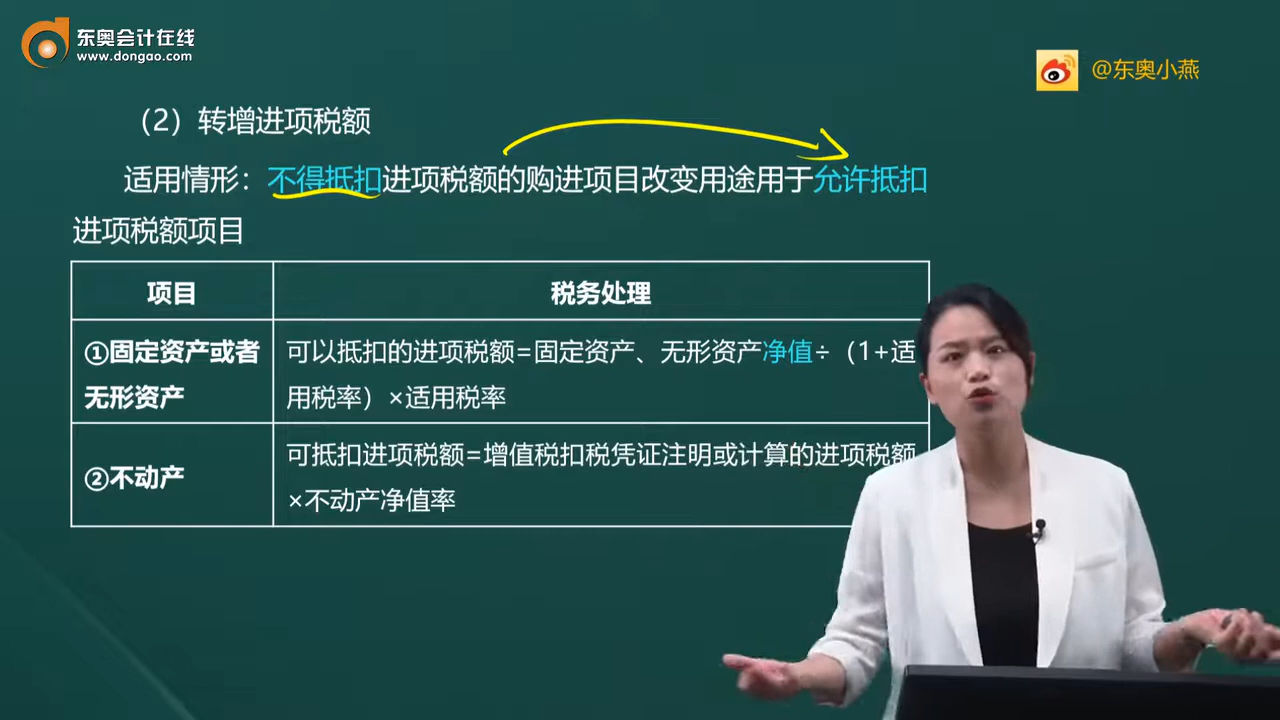 东奥会计在线
www.dongao.com
@东奥小燕
（2）转增进项税额
适用情形：不得抵扣进项税额的购进项目改变用途用于允许抵扣
进项税额项目
项目
税务处理
①固定资产或者
无形资产
可以抵扣的进项税额=固定资产、无形资产净值÷（1+适
用税率）×适用税率
②不动产
可抵扣进项税额=增值税扣税凭证注明或计算的进项税额
×不动产净值率